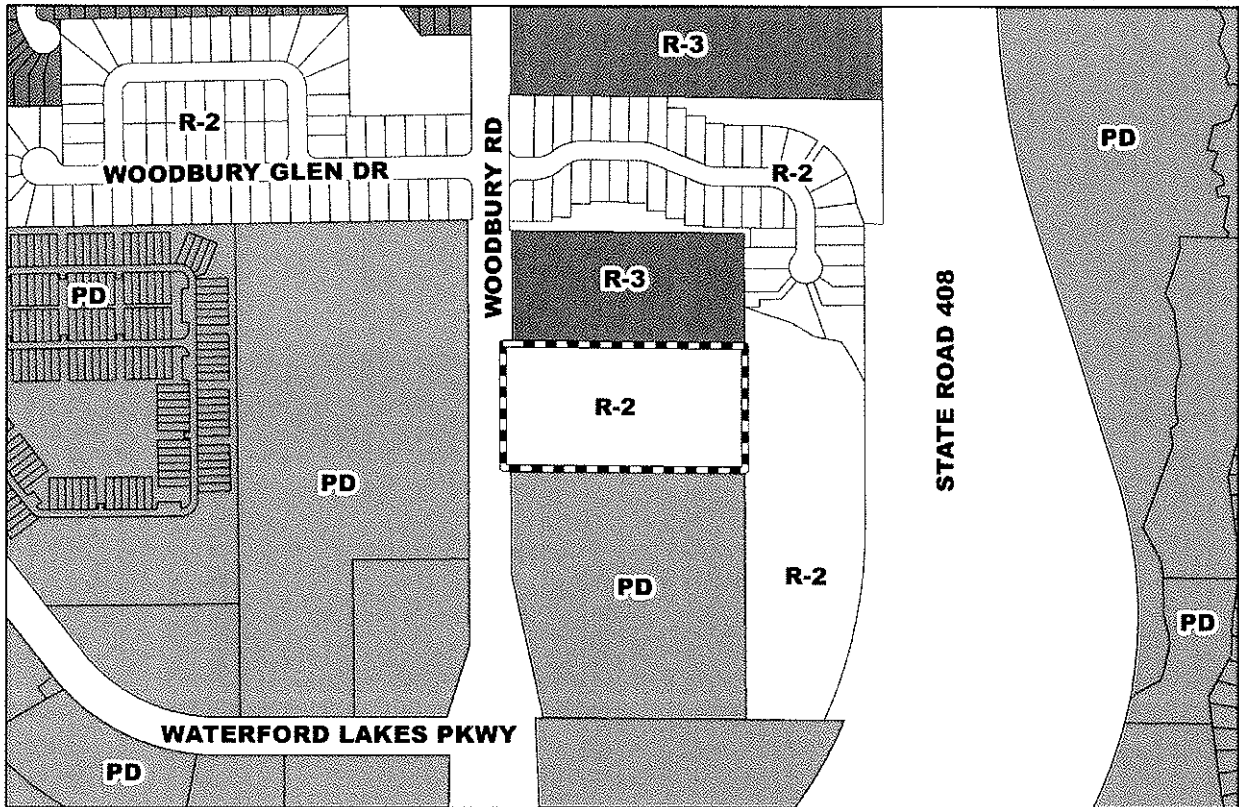 R-3
PD
R-2
WOODBURY RD
WOODBURY GLEN DR
R-2
R-3
PD
STATE ROAD 408
R-2
PD
R-2
PD
PD
WATERFORD LAKES PKWY
PD